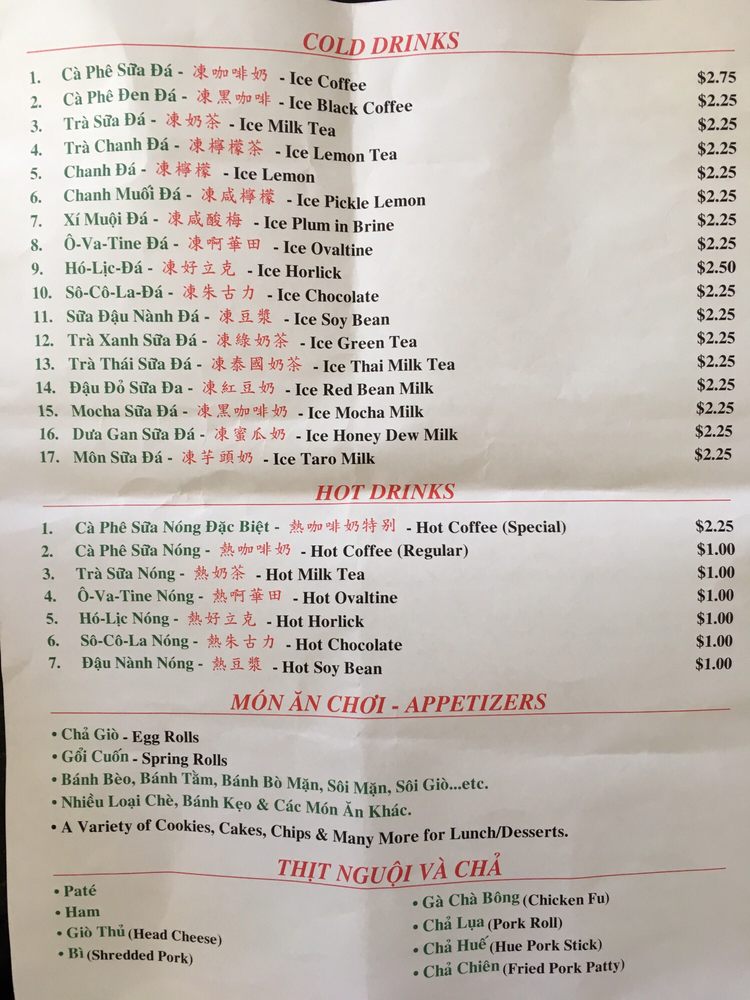 COLD DRINKS
1. Cà Phê Sữa Đá - 凍咖啡奶 - Ice Coffee $2.75
2. Cà Phê Đen Đá - 凍黑咖啡 - Ice Black Coffee $2.25
3. Trà Sữa Đá - 凍奶茶 - Ice Milk Tea $2.25
4. Trà Chanh Đá - 凍檸檬茶 - Ice Lemon Tea $2.25
5. Chanh Đá - 凍檸檬 - Ice Lemon $2.25
6. Chanh Muối Đá - 凍咸檸檬 - Ice Pickle Lemon $2.25
7. Xí Muội Đá - 凍咸酸梅 - Ice Plum in Brine $2.25
8. Ô-Va-Tine Đá - 凍啊華田 - Ice Ovaltine $2.25
9. Hó-Lịc-Đá - 凍好立克 - Ice Horlick $2.50
10. Sô-Cô-La-Đá - 凍朱古力 - Ice Chocolate $2.25
11. Sữa Đậu Nành Đá - 凍豆漿 - Ice Soy Bean $2.25
12. Trà Xanh Sữa Đá - 凍綠奶茶 - Ice Green Tea $2.25
13. Trà Thái Sữa Đá - 凍泰國奶茶 - Ice Thai Milk Tea $2.25
14. Đậu Đỏ Sữa Đa - 凍紅豆奶 - Ice Red Bean Milk $2.25
15. Mocha Sữa Đá - 凍黑咖啡奶 - Ice Mocha Milk $2.25
16. Dưa Gan Sữa Đá - 凍蜜瓜奶 - Ice Honey Dew Milk $2.25
17. Môn Sữa Đá - 凍芋頭奶 - Ice Taro Milk $2.25
HOT DRINKS
1. Cà Phê Sữa Nóng Đặc Biệt - 熱咖啡奶特别 - Hot Coffee (Special) $2.25
2. Cà Phê Sữa Nóng - 熱咖啡奶 - Hot Coffee (Regular) $1.00
3. Trà Sữa Nóng - 熱奶茶 - Hot Milk Tea $1.00
4. Ô-Va-Tine Nóng - 熱啊華田 - Hot Ovaltine $1.00
5. Hó-Lịc Nóng - 熱好立克 - Hot Horlick $1.00
6. Sô-Cô-La Nóng - 熱朱古力 - Hot Chocolate $1.00
7. Đậu Nành Nóng - 熱豆漿 - Hot Soy Bean $1.00
MÓN ĂN CHƠI - APPETIZERS
• Chả Giò - Egg Rolls
• Gổi Cuốn - Spring Rolls
• Bánh Bèo, Bánh Tằm, Bánh Bò Mặn, Sôi Mặn, Sôi Giò...etc.
• Nhiều Loại Chè, Bánh Kẹo & Các Món Ăn Khác.
• A Variety of Cookies, Cakes, Chips & Many More for Lunch/Desserts.
THỊT NGUỘI VÀ CHẢ
• Paté
• Ham
• Giò Thủ (Head Cheese)
• Bì (Shredded Pork)
• Gà Chà Bông (Chicken Fu)
• Chả Lụa (Pork Roll)
• Chả Huế (Hue Pork Stick)
• Chả Chiên (Fried Pork Patty)